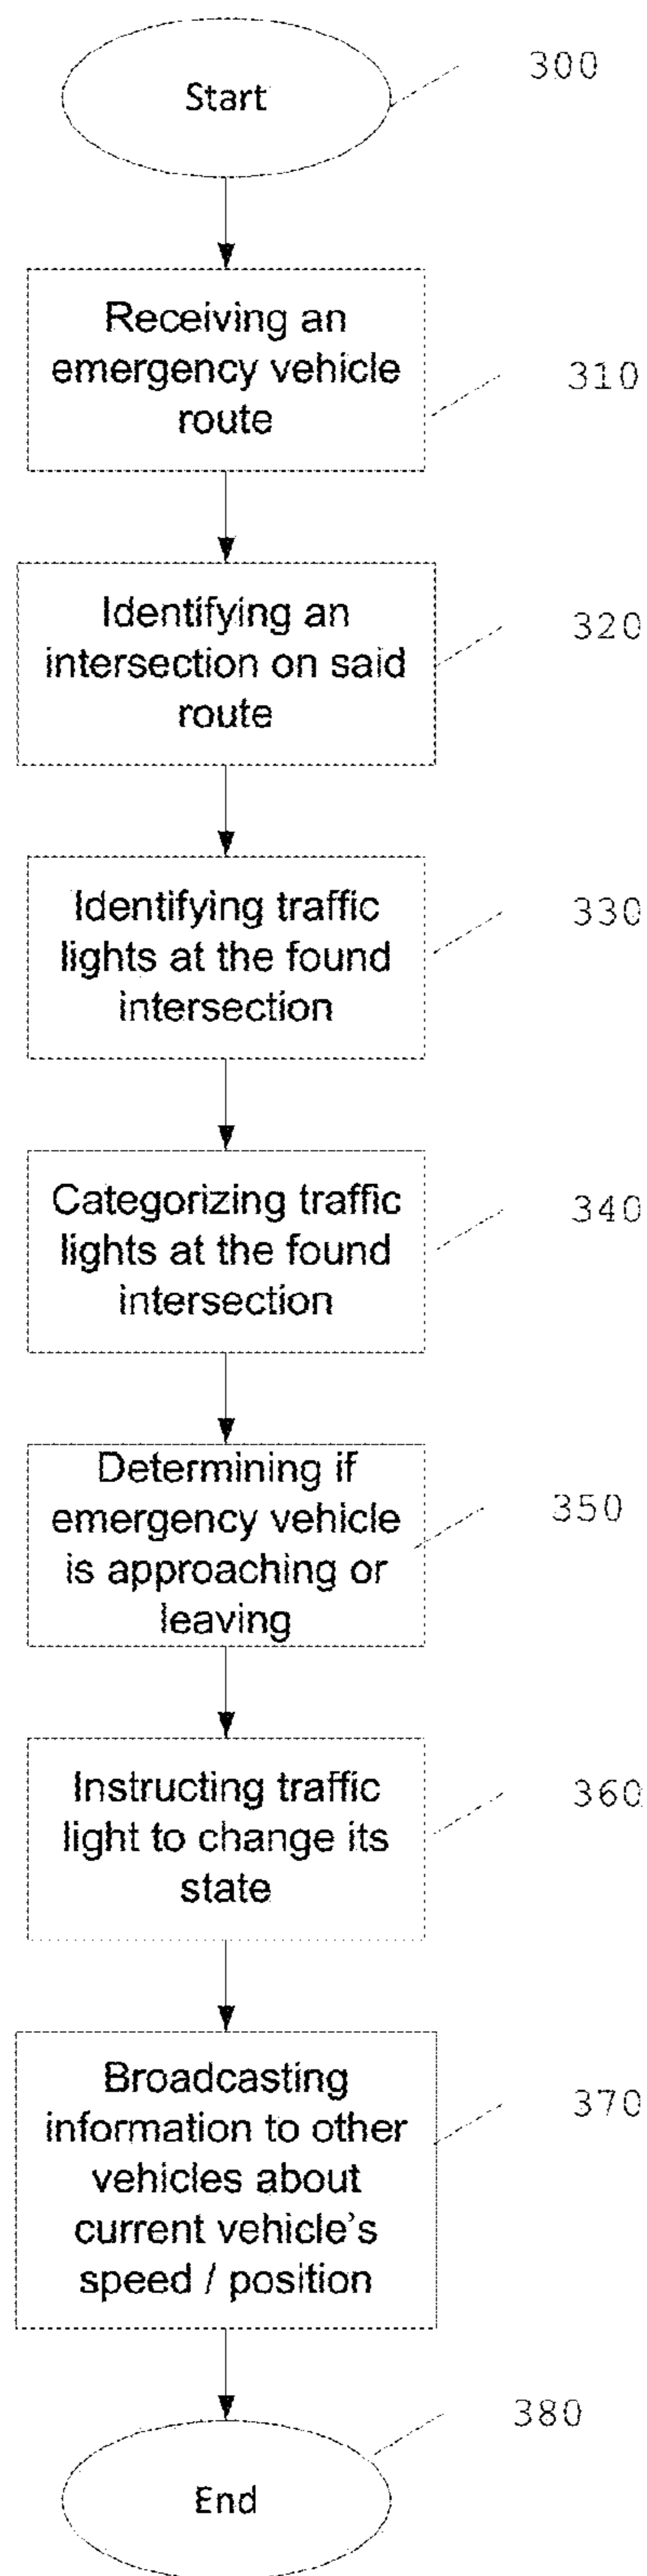 Start
300
Receiving an
emergency vehicle
route
310
Identifying an
intersection on said
route
320
Identifying traffic
lights at the found
intersection
330
Categorizing traffic
lights at the found
intersection
340
Determining if
emergency vehicle
is approaching or
leaving
350
Instructing traffic
light to change its
state
360
Broadcasting
information to other
vehicles about
current vehicle's
speed / position
370
End
380